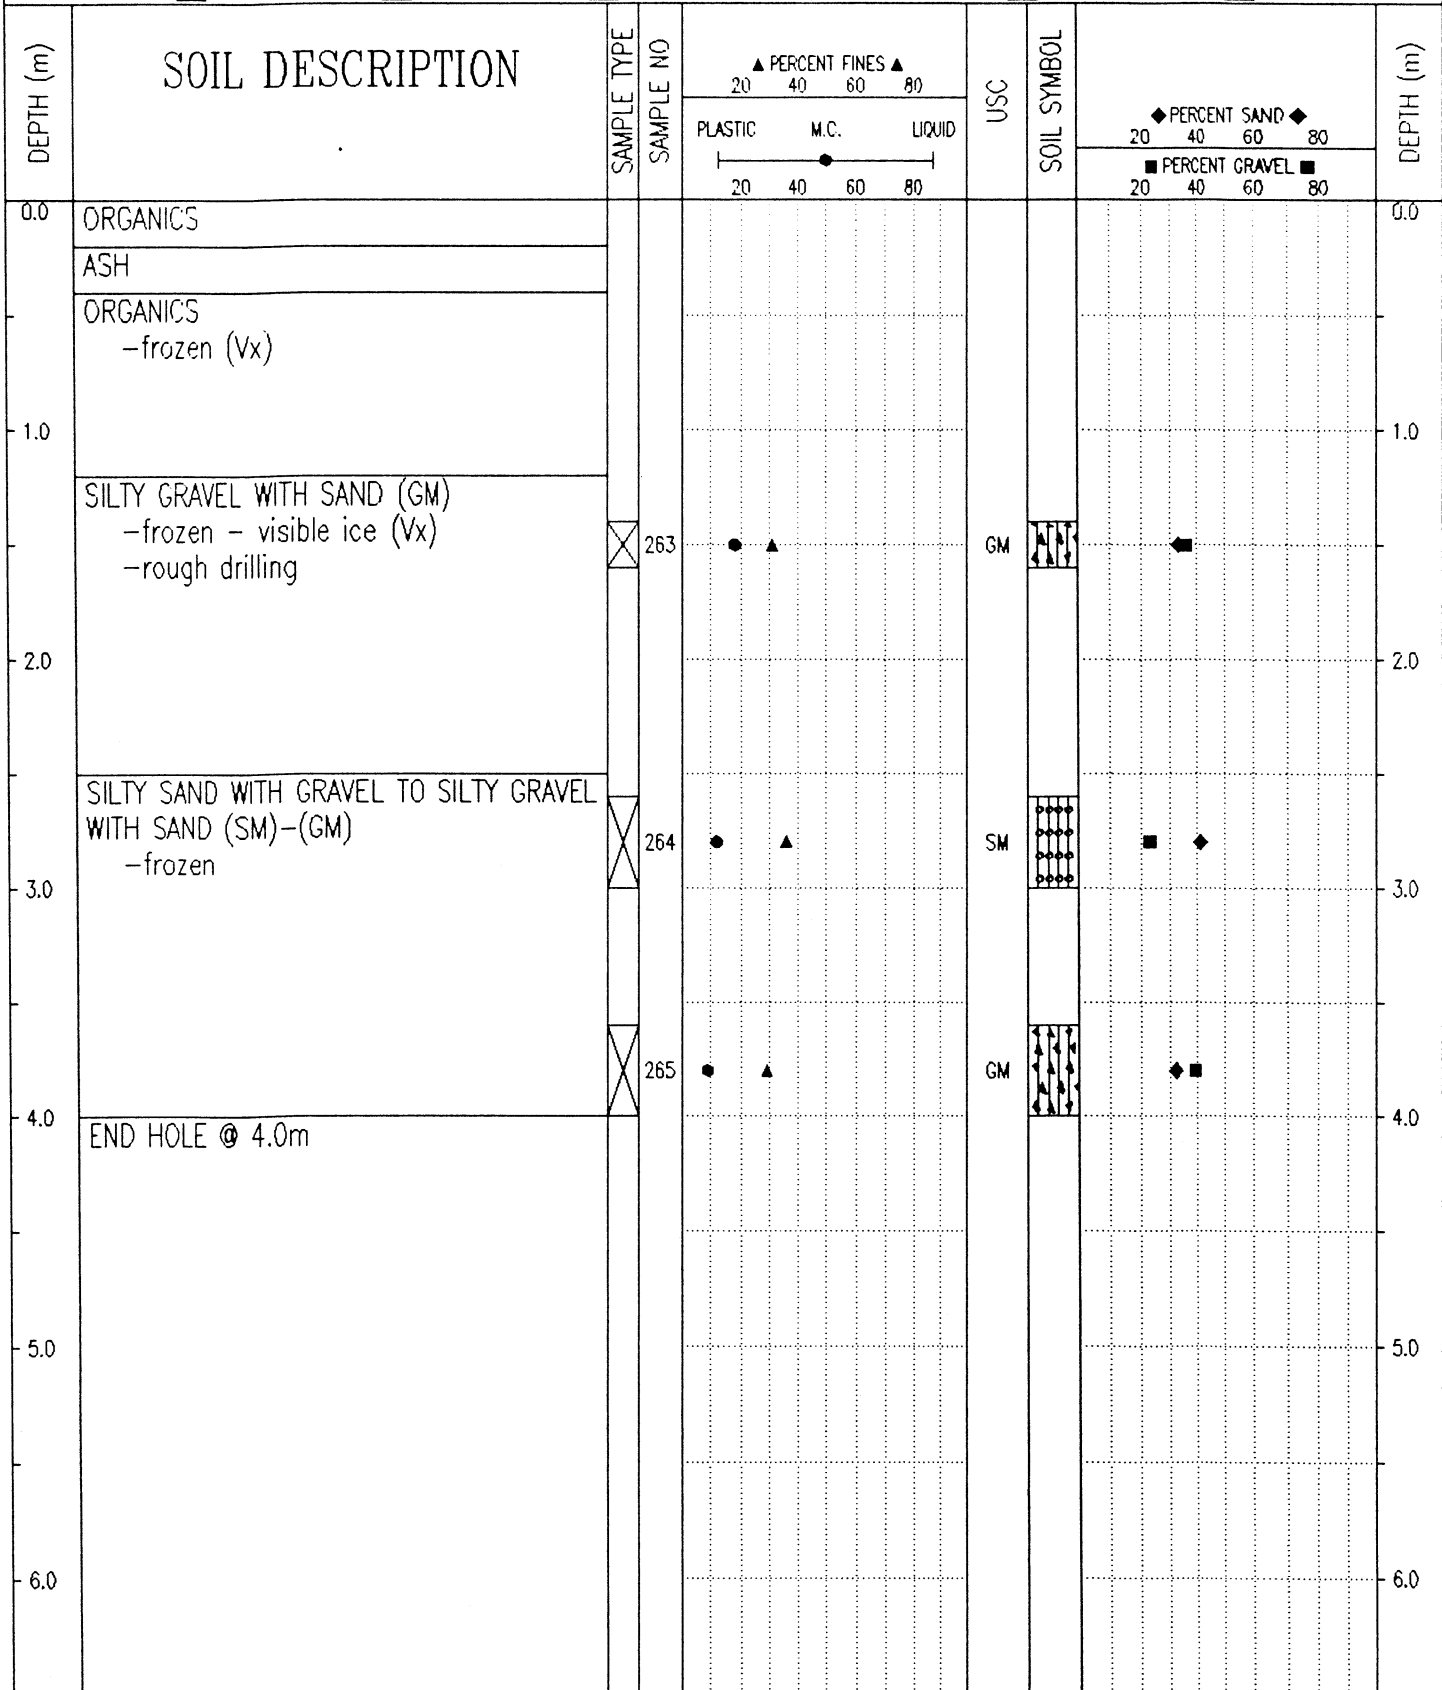 DEPTH (m)
SOIL DESCRIPTION
SAMPLE TYPE
SAMPLE NO
▲ PERCENT FINES ▲
20 40 60 80
PLASTIC M.C. LIQUID
20 40 60 80
USC
SOIL SYMBOL
◆ PERCENT SAND ◆
20 40 60 80
■ PERCENT GRAVEL ■
20 40 60 80
DEPTH (m)
0.0 ORGANICS 0.0
ASH
ORGANICS
-frozen (Vx)
1.0 1.0
SILTY GRAVEL WITH SAND (GM)
-frozen - visible ice (Vx)
263 GM
-rough drilling
2.0 2.0
SILTY SAND WITH GRAVEL TO SILTY GRAVEL
WITH SAND (SM)-(GM)
264 SM
-frozen
3.0 3.0
265 GM
4.0 4.0
END HOLE @ 4.0m
5.0 5.0
6.0 6.0